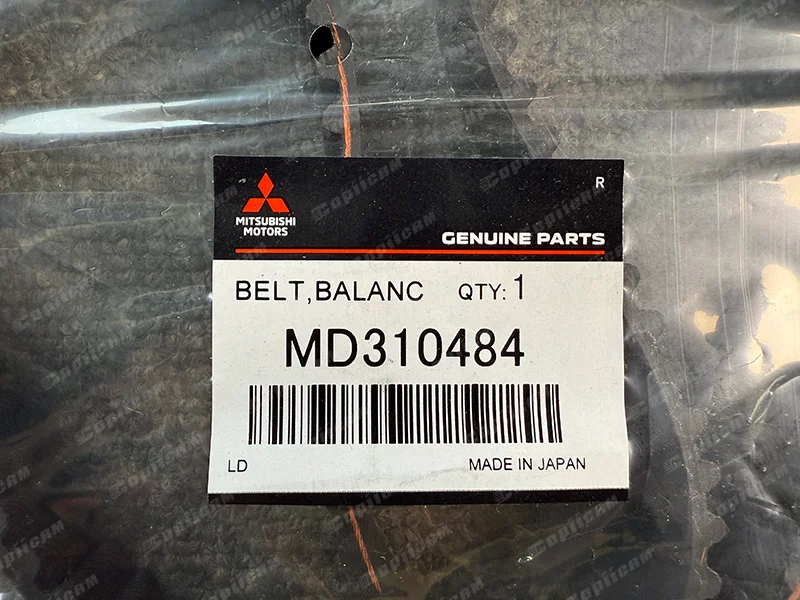 R
MITSUBISHI
MOTORS
GENUINE PARTS
BELT,BALANC QTY: 1
MD310484
LD
MADE IN JAPAN